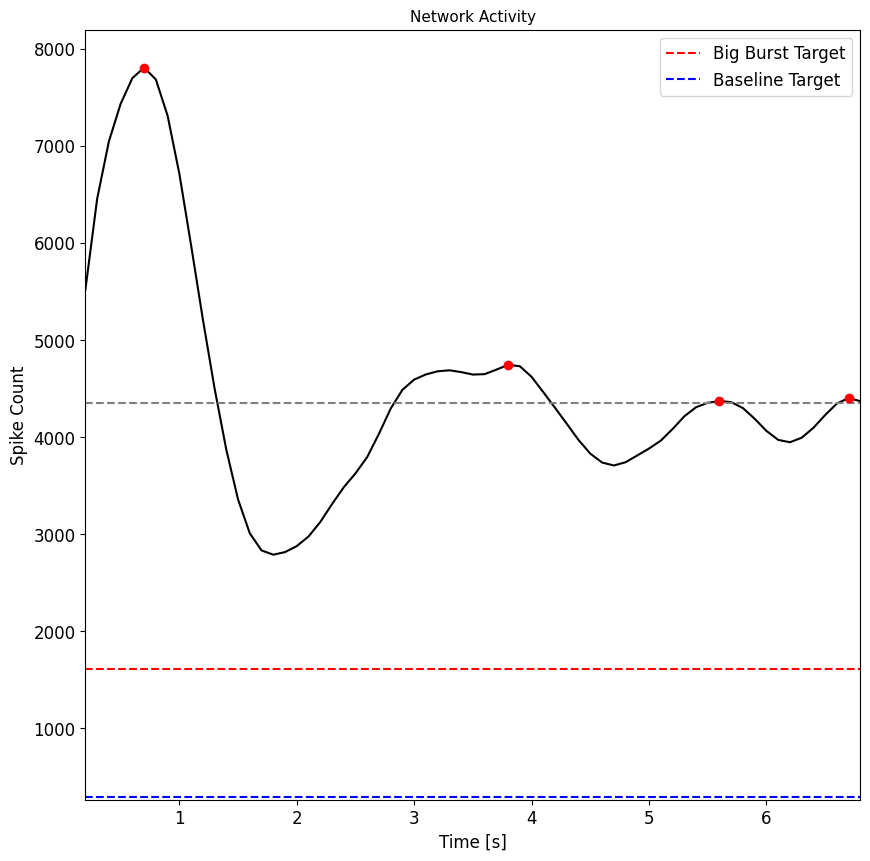 Network Activity
Big Burst Target
Baseline Target
8000
7000
6000
5000
4000
3000
2000
1000
Spike Count
1 2 3 4 5 6
Time [s]